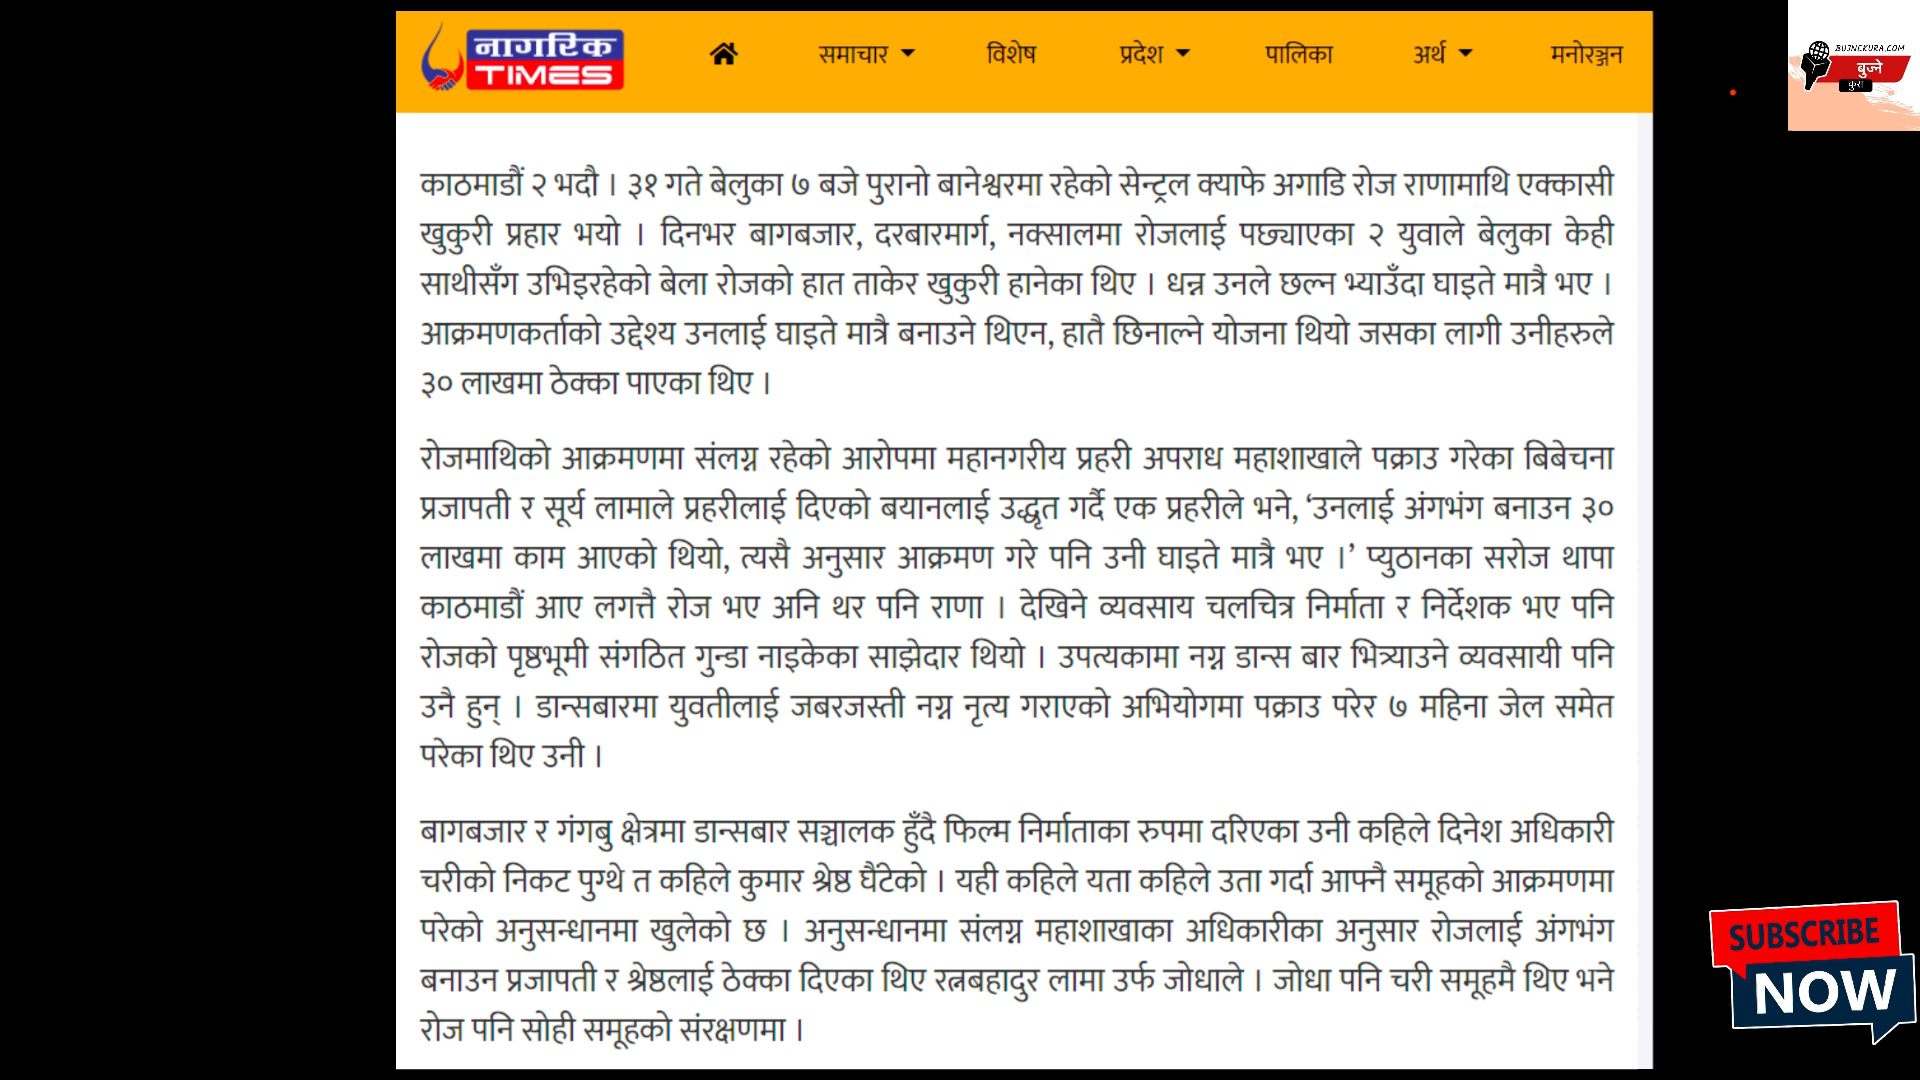 नागरिक
TIMES
समाचार
विशेष
प्रदेश
पालिका
अर्थ
मनोरञ्जन
BUJNEKURA.COM
बुज्ने
कुरा
काठमाडौं २ भदौ । ३१ गते बेलुका ७ बजे पुरानो बानेश्वरमा रहेको सेन्ट्रल क्याफे अगाडि रोज राणामाथि एक्कासी
खुकुरी प्रहार भयो । दिनभर बागबजार, दरबारमार्ग, नक्सालमा रोजलाई पछ्याएका २ युवाले बेलुका केही
साथीसँग उभिइरहेको बेला रोजको हात ताकेर खुकुरी हानेका थिए । धन्न उनले छल्न भ्याउँदा घाइते मात्रै भए ।
आक्रमणकर्ताको उद्देश्य उनलाई घाइते मात्रै बनाउने थिएन, हातै छिनाल्ने योजना थियो जसका लागी उनीहरुले
३० लाखमा ठेक्का पाएका थिए ।
रोजमाथिको आक्रमणमा संलग्न रहेको आरोपमा महानगरीय प्रहरी अपराध महाशाखाले पक्राउ गरेका बिबेचना
प्रजापती र सूर्य लामाले प्रहरीलाई दिएको बयानलाई उद्धृत गर्दै एक प्रहरीले भने, ‘उनलाई अंगभंग बनाउन ३०
लाखमा काम आएको थियो, त्यसै अनुसार आक्रमण गरे पनि उनी घाइते मात्रै भए ।’ प्युठानका सरोज थापा
काठमाडौं आए लगत्तै रोज भए अनि थर पनि राणा । देखिने व्यवसाय चलचित्र निर्माता र निर्देशक भए पनि
रोजको पृष्ठभूमी संगठित गुन्डा नाइकेका साझेदार थियो । उपत्यकामा नग्न डान्स बार भित्र्याउने व्यवसायी पनि
उनै हुन् । डान्सबारमा युवतीलाई जबरजस्ती नग्न नृत्य गराएको अभियोगमा पक्राउ परेर ७ महिना जेल समेत
परेका थिए उनी ।
बागबजार र गंगबु क्षेत्रमा डान्सबार सञ्चालक हुँदै फिल्म निर्माताका रुपमा दरिएका उनी कहिले दिनेश अधिकारी
चरीको निकट पुग्थे त कहिले कुमार श्रेष्ठ घैंटेको । यही कहिले यता कहिले उता गर्दा आफ्नै समूहको आक्रमणमा
परेको अनुसन्धानमा खुलेको छ । अनुसन्धानमा संलग्न महाशाखाका अधिकारीका अनुसार रोजलाई अंगभंग
बनाउन प्रजापती र श्रेष्ठलाई ठेक्का दिएका थिए रत्नबहादुर लामा उर्फ जोधाले । जोधा पनि चरी समूहमै थिए भने
रोज पनि सोही समूहको संरक्षणमा ।
SUBSCRIBE
NOW